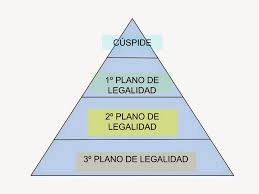 CÚSPIDE
1º PLANO DE
LEGALIDAD
2º PLANO DE
LEGALIDAD
3º PLANO DE LEGALIDAD